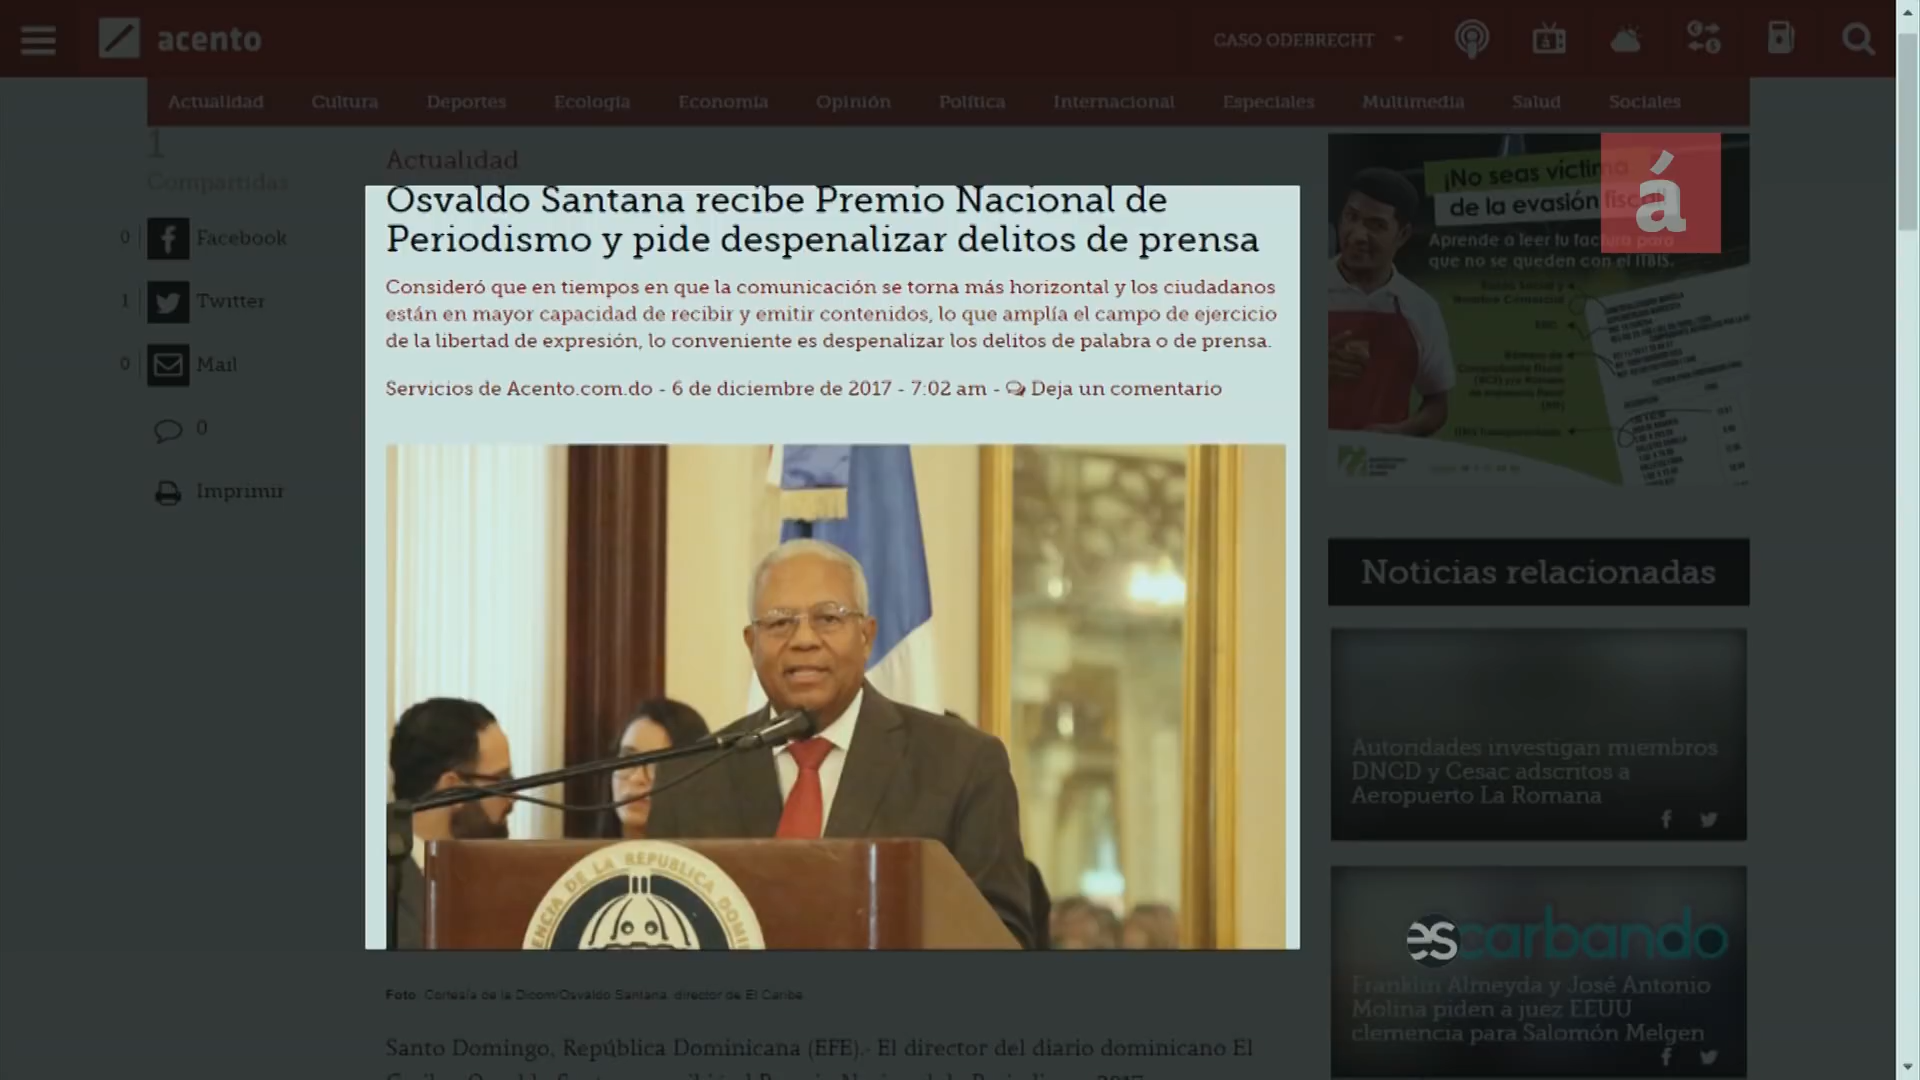 acento
CASO ODEBRECHT
Actualidad Cultura Deportes Ecología Economía Opinión Política Internacional Especiales Multimedia Salud Sociales
1
Compartidas
0 Facebook
1 Twitter
0 Mail
0
Imprimir
Actualidad
Osvaldo Santana recibe Premio Nacional de
Periodismo y pide despenalizar delitos de prensa
Consideró que en tiempos en que la comunicación se torna más horizontal y los ciudadanos
están en mayor capacidad de recibir y emitir contenidos, lo que amplía el campo de ejercicio
de la libertad de expresión, lo conveniente es despenalizar los delitos de palabra o de prensa.
Servicios de Acento.com.do - 6 de diciembre de 2017 - 7:02 am - Deja un comentario
ENCIA DE LA REPÚBLICA DOMINI
Foto: Cortesía de la Dicom/Osvaldo Santana, director de El Caribe
Santo Domingo, República Dominicana (EFE).- El director del diario dominicano El
¡No seas víctima
de la evasión fiscal!
Aprende a leer tu factura para
que no se queden con el ITBIS.
á
Noticias relacionadas
Autoridades investigan miembros
DNCD y Cesac adscritos a
Aeropuerto La Romana
escarbando
Franklin Almeyda y José Antonio
Molina piden a juez EEUU
clemencia para Salomón Melgen